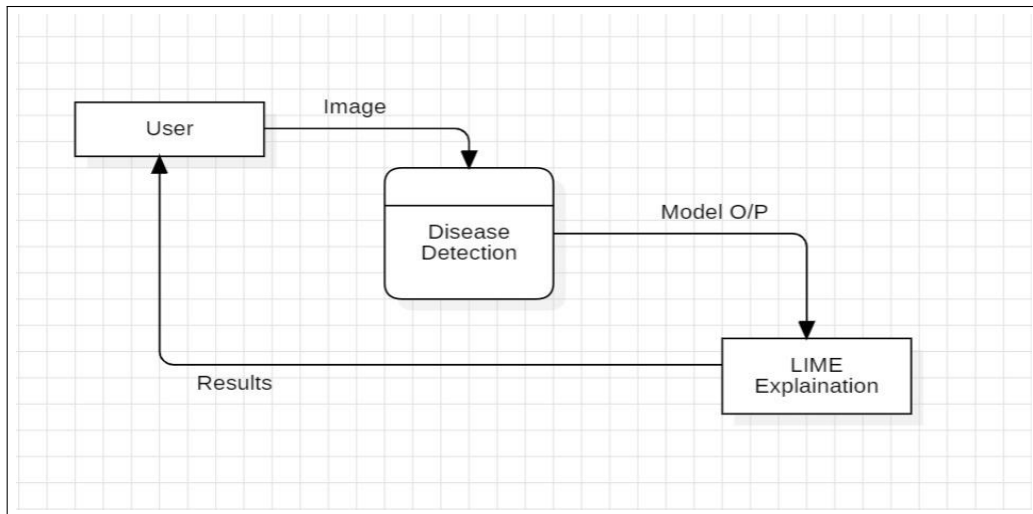 Image
User
Model O/P
Disease
Detection
LIME
Explaination
Results